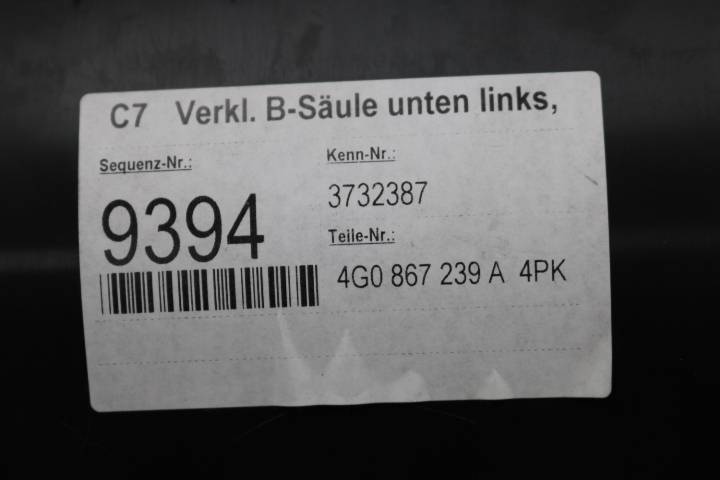 C7 Verkl. B-Säule unten links,
Sequenz-Nr.:
9394
Kenn-Nr.:
3732387
Teile-Nr.:
4G0 867 239 A 4PK